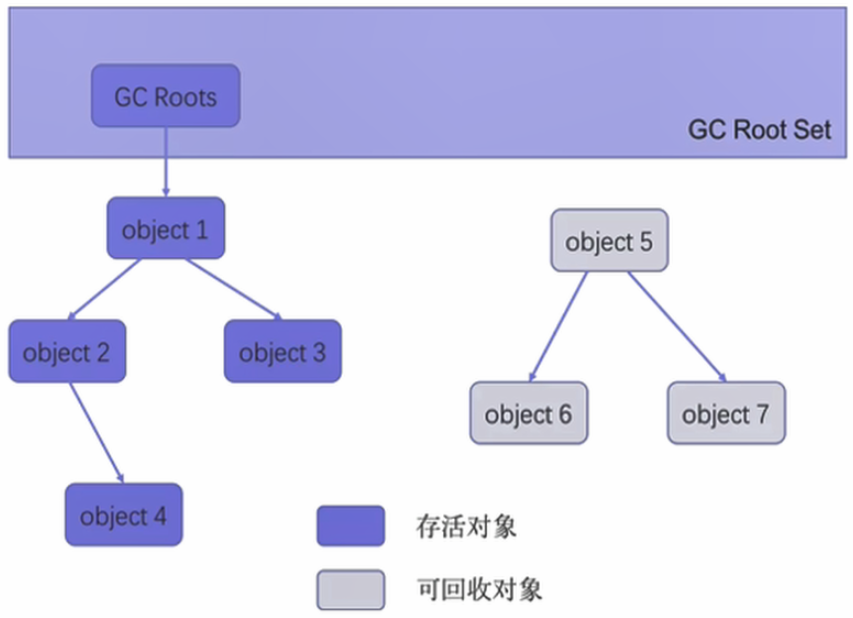 GC Roots
GC Root Set
object 1
object 5
object 2
object 3
object 6
object 7
object 4
存活对象
可回收对象